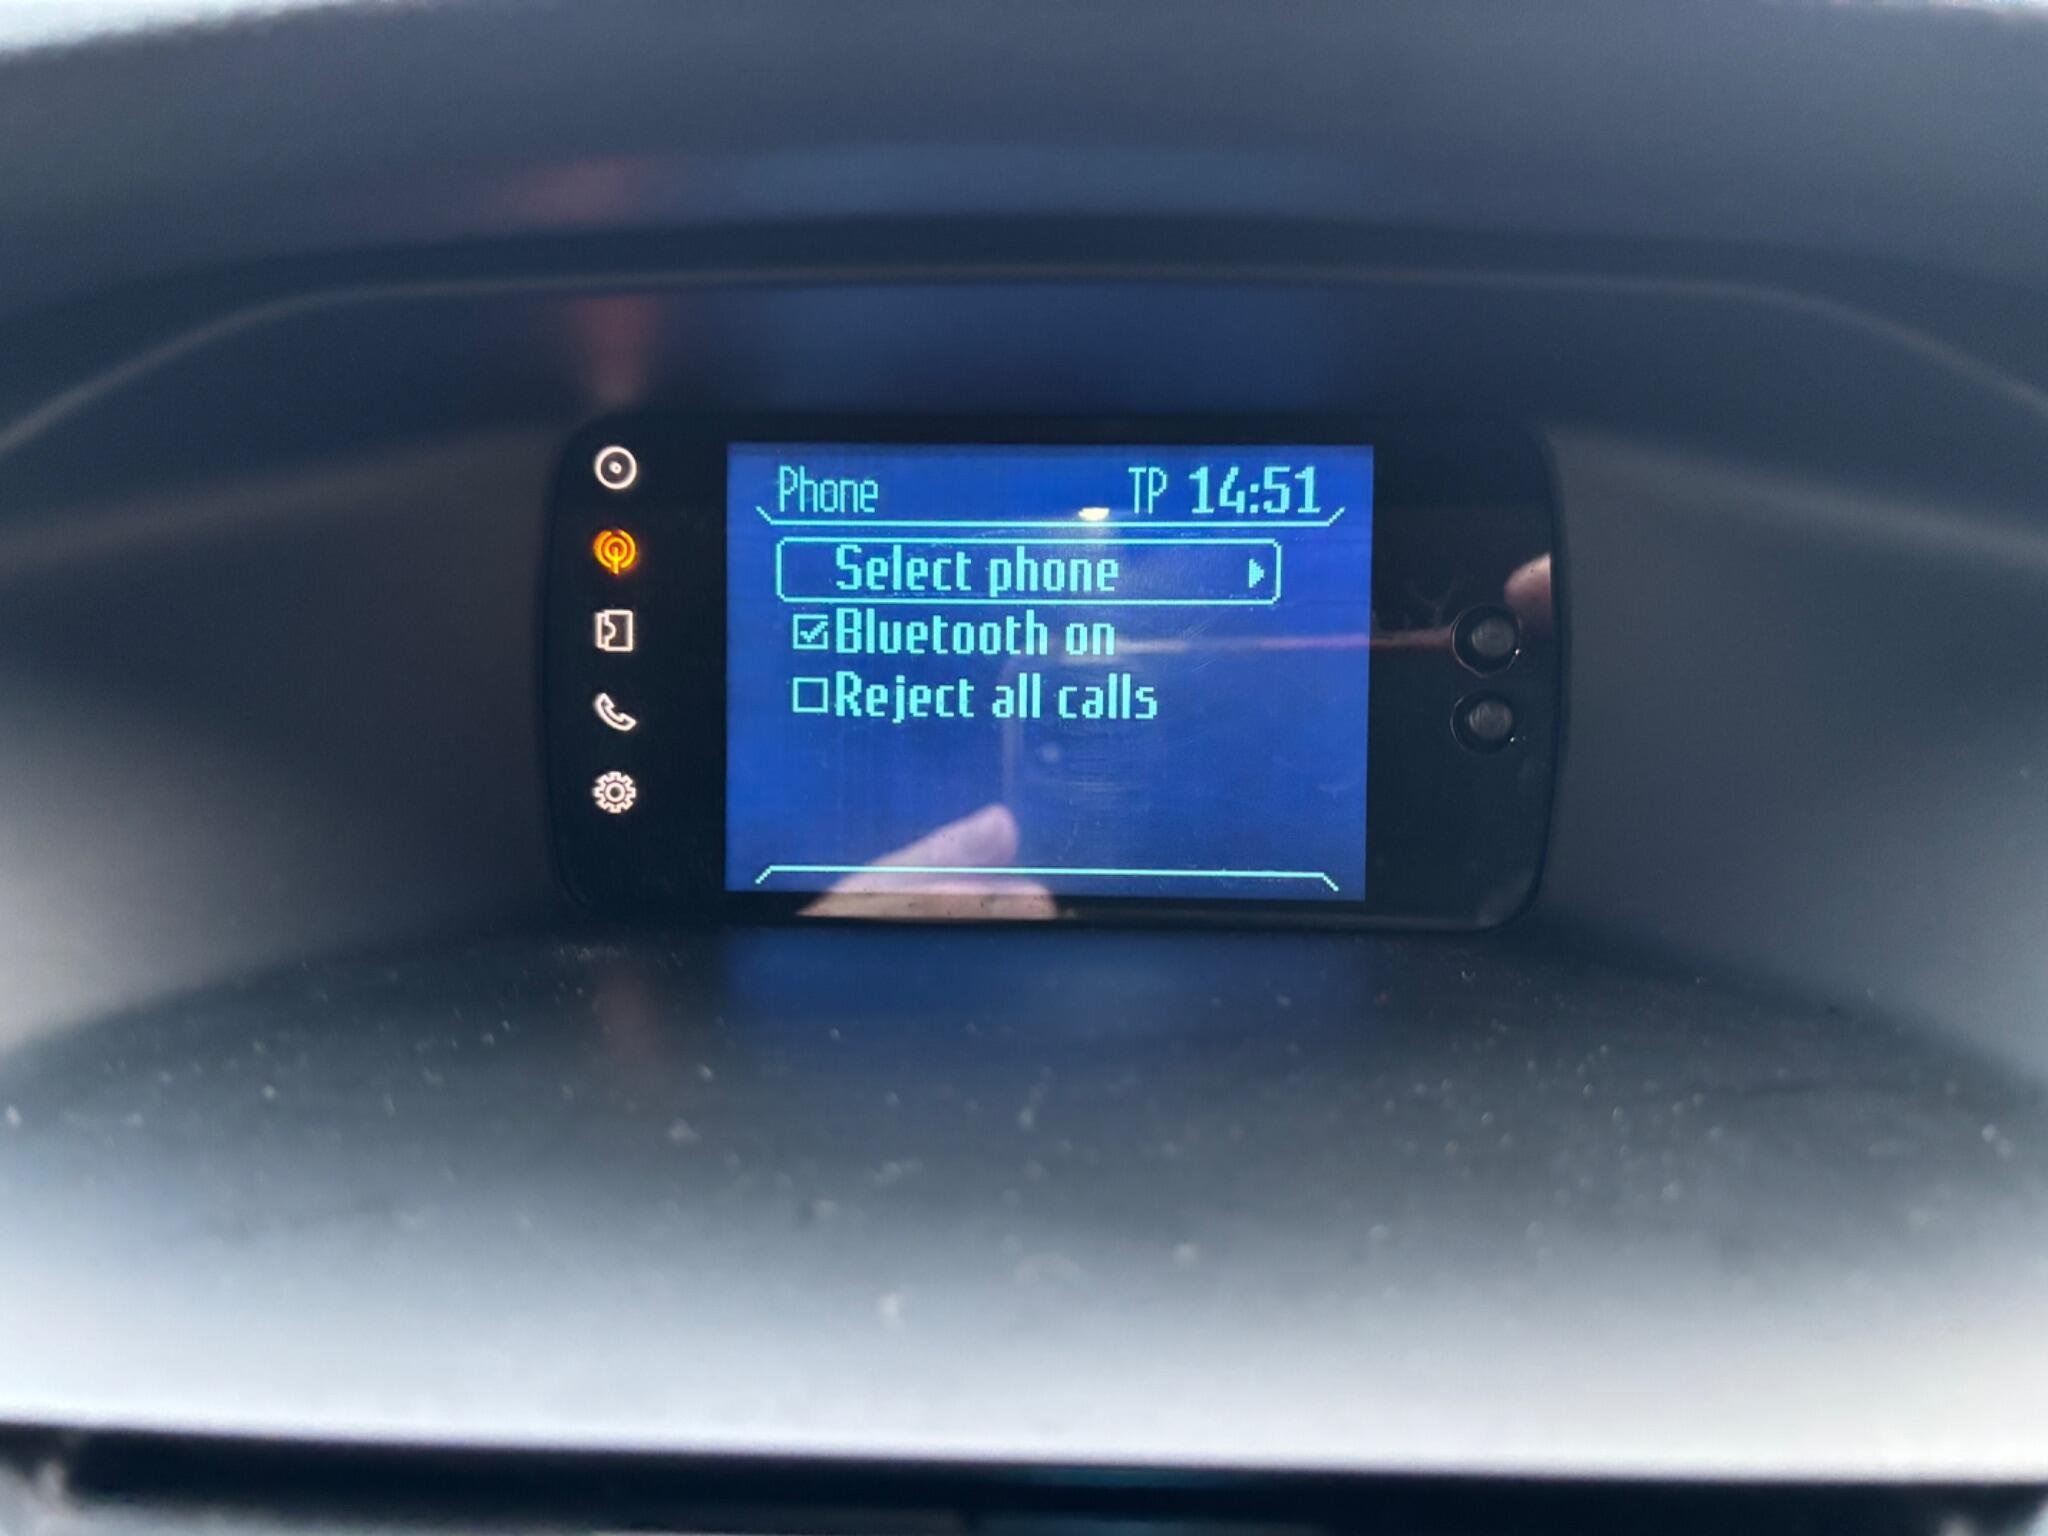 Phone TP 14:51
Select phone
Bluetooth on
Reject all calls